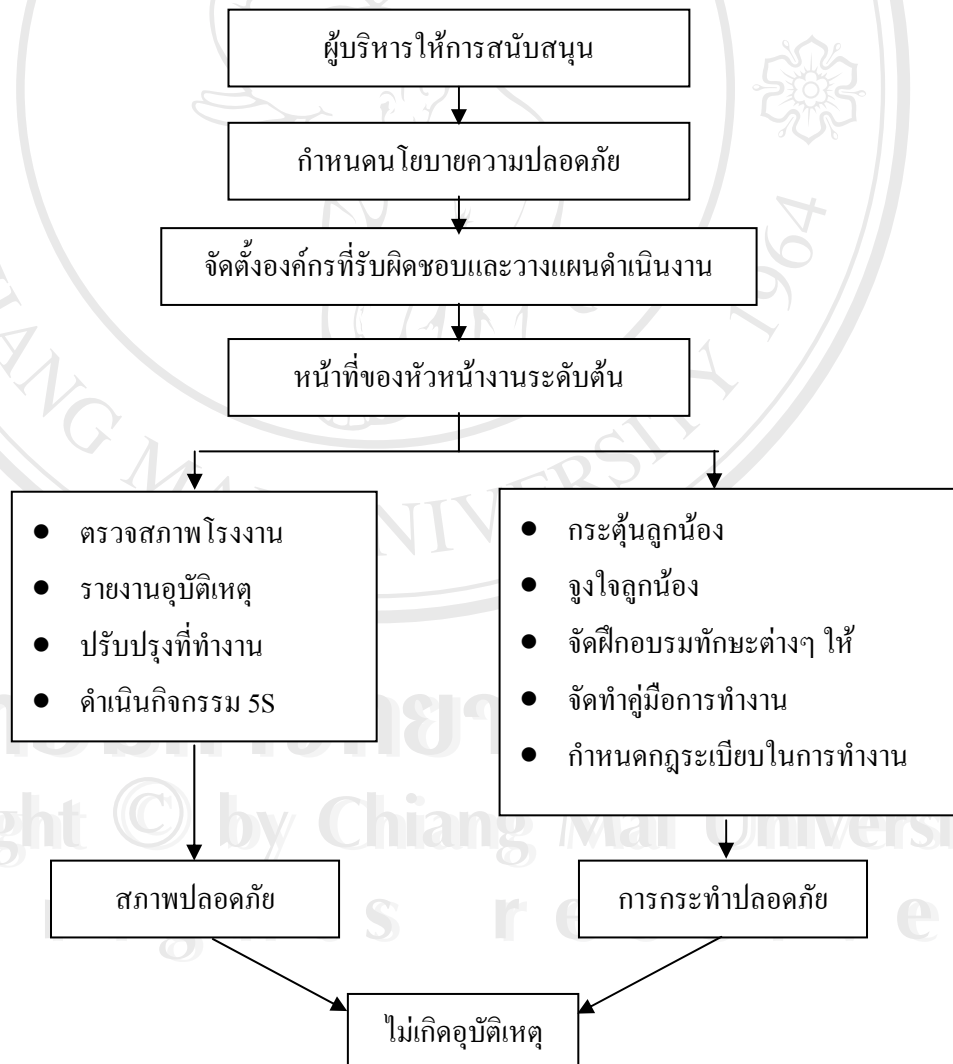 ผู้บริหารให้การสนับสนุน
กำหนดนโยบายความปลอดภัย
จัดตั้งองค์กรที่รับผิดชอบและวางแผนดำเนินงาน
หน้าที่ของหัวหน้างานระดับต้น
● ตรวจสภาพโรงงาน
● รายงานอุบัติเหตุ
● ปรับปรุงที่ทำงาน
● ดำเนินกิจกรรม 5S
● กระตุ้นลูกน้อง
● จูงใจลูกน้อง
● จัดฝึกอบรมทักษะต่างๆ ให้
● จัดทำคู่มือการทำงาน
● กำหนดกฎระเบียบในการทำงาน
สภาพปลอดภัย
การกระทำปลอดภัย
ไม่เกิดอุบัติเหตุ
by Chiang Mai
1964